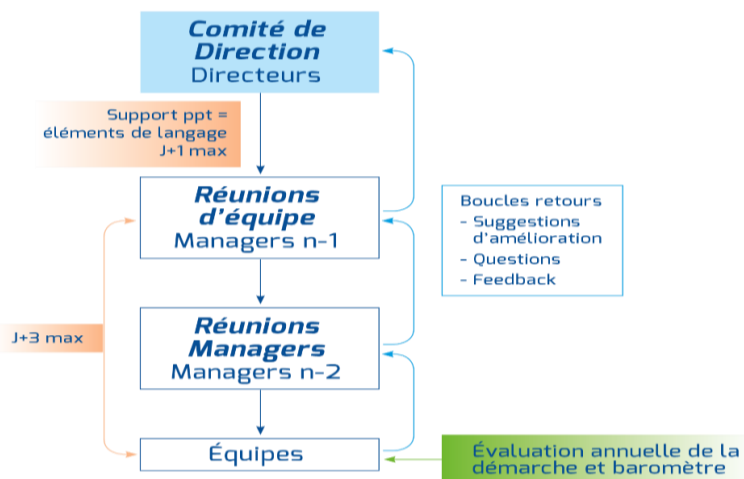 Comité de
Direction
Directeurs
Support ppt =
éléments de langage
J+1 max
Réunions
d'équipe
Managers n-1
Boucles retours
- Suggestions
d'amélioration
- Questions
- Feedback
J+3 max
Réunions
Managers
Managers n-2
Équipes
Évaluation annuelle de la
démarche et baromètre